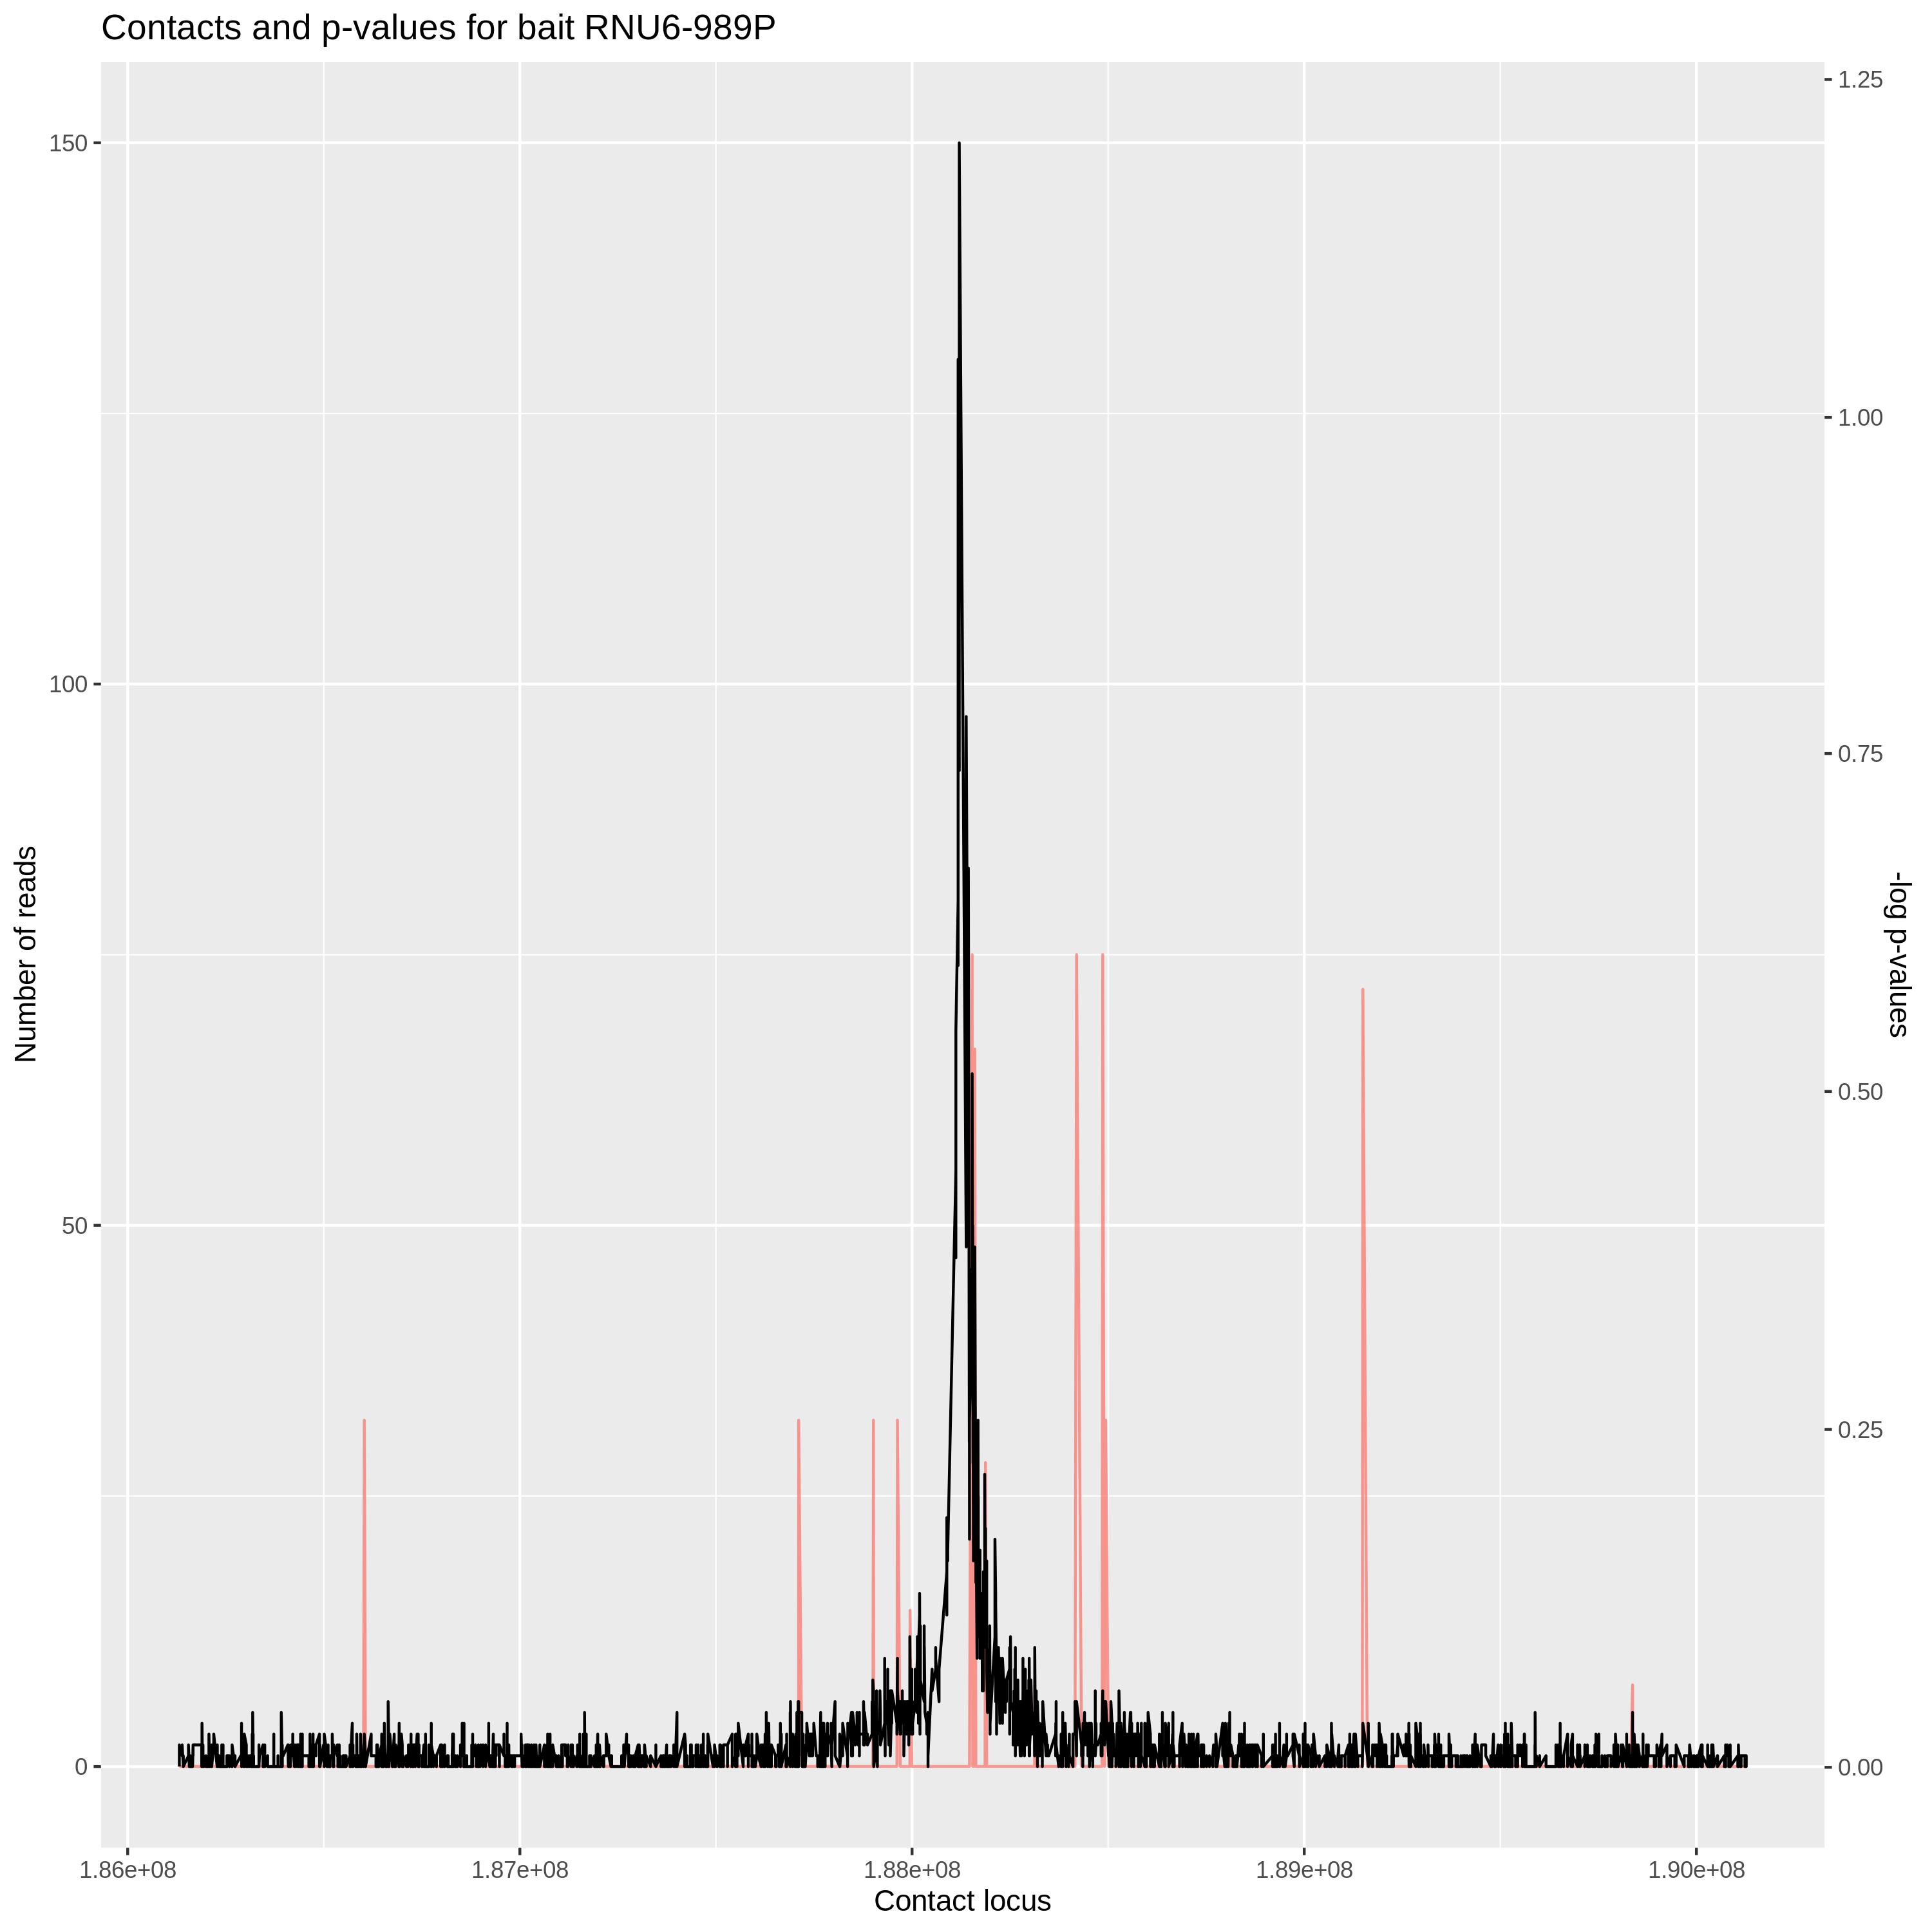 Contacts and p-values for bait RNU6-989P
150
100
50
0
Number of reads
1.25
1.00
0.75
0.50
0.25
0.00
-log p-values
1.86e+08
1.87e+08
1.88e+08
1.89e+08
1.90e+08
Contact locus